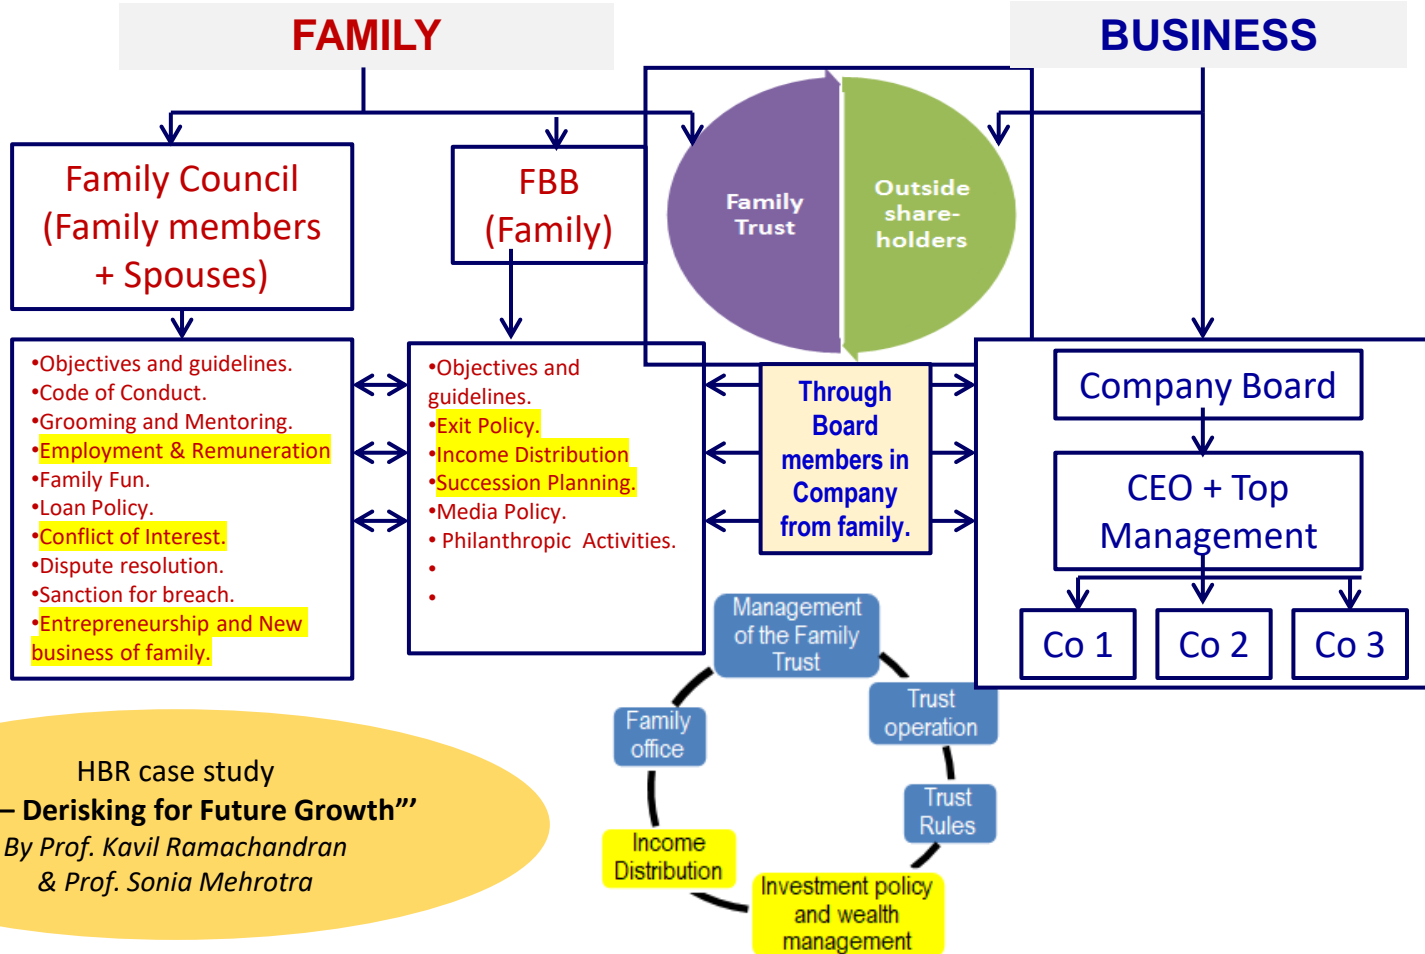 FAMILY
BUSINESS
Family Council
(Family members
+ Spouses)
FBB
(Family)
Family
Trust
Outside
share-
holders
•Objectives and guidelines.
•Code of Conduct.
•Grooming and Mentoring.
•Employment & Remuneration
•Family Fun.
•Loan Policy.
•Conflict of Interest.
•Dispute resolution.
•Sanction for breach.
•Entrepreneurship and New
business of family.
•Objectives and
guidelines.
•Exit Policy.
•Income Distribution
•Succession Planning.
•Media Policy.
• Philanthropic Activities.
•
•
Through
Board
members in
Company
from family.
Company Board
CEO + Top
Management
Co 1
Co 2
Co 3
Management
of the Family
Trust
Trust
operation
Trust
Rules
Investment policy
and wealth
management
Income
Distribution
Family
office
HBR case study
– Derisking for Future Growth”’
By Prof. Kavil Ramachandran
& Prof. Sonia Mehrotra